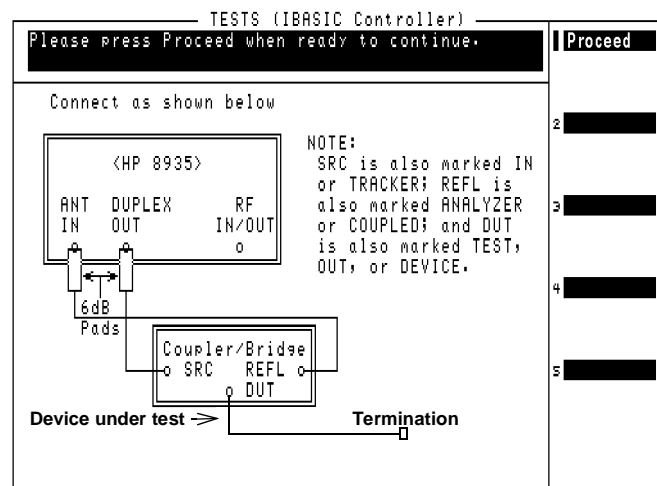 TESTS (IBASIC Controller)
Please press Proceed when ready to continue.
Proceed
2
3
4
5
Connect as shown below
<HP 8935>
ANT DUPLEX RF
IN OUT IN/OUT
6dB
Pads
NOTE:
SRC is also marked IN
or TRACKER; REFL is
also marked ANALYZER
or COUPLED; and DUT
is also marked TEST,
OUT, or DEVICE.
Coupler/Bridge
SRC REFL
DUT
Device under test
Termination